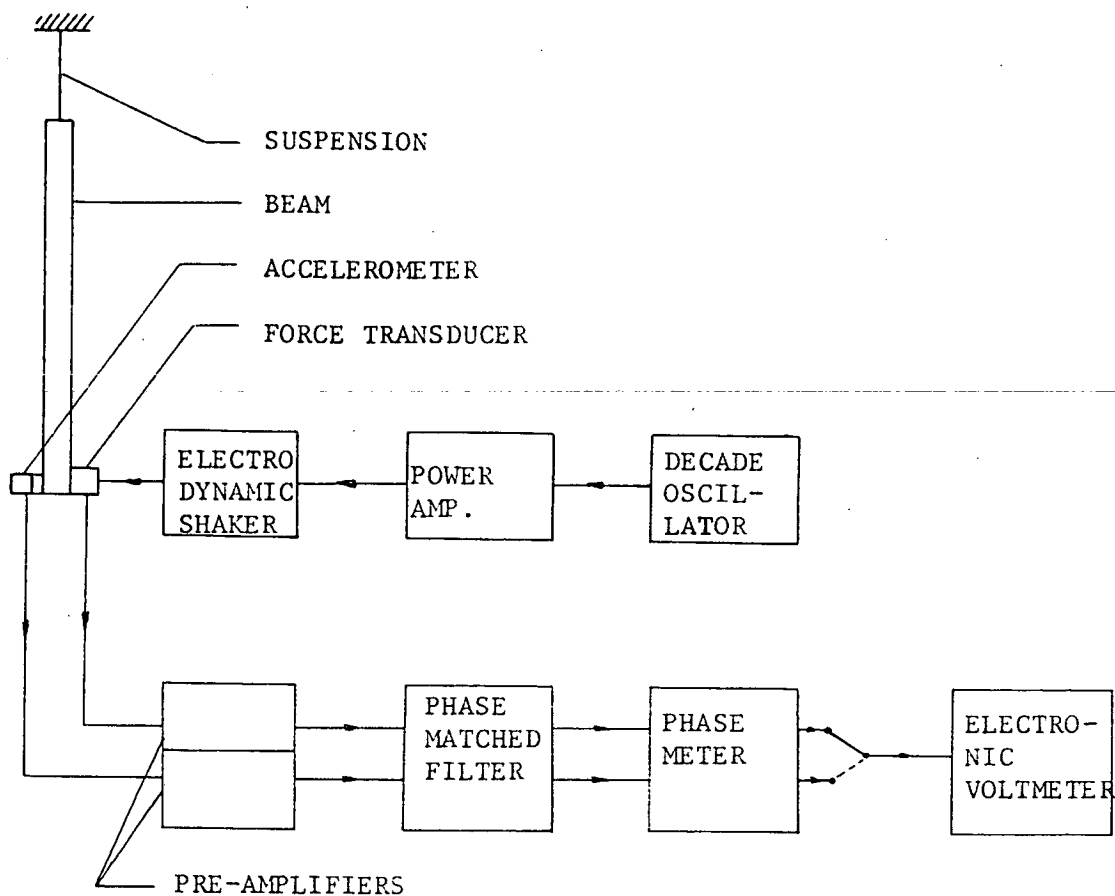 SUSPENSION
BEAM
ACCELEROMETER
FORCE TRANSDUCER
ELECTRO
DYNAMIC
SHAKER
POWER
AMP.
DECADE
OSCIL-
LATOR
PHASE
MATCHED
FILTER
PHASE
METER
ELECTRO-
NIC
VOLTMETER
PRE-AMPLIFIERS